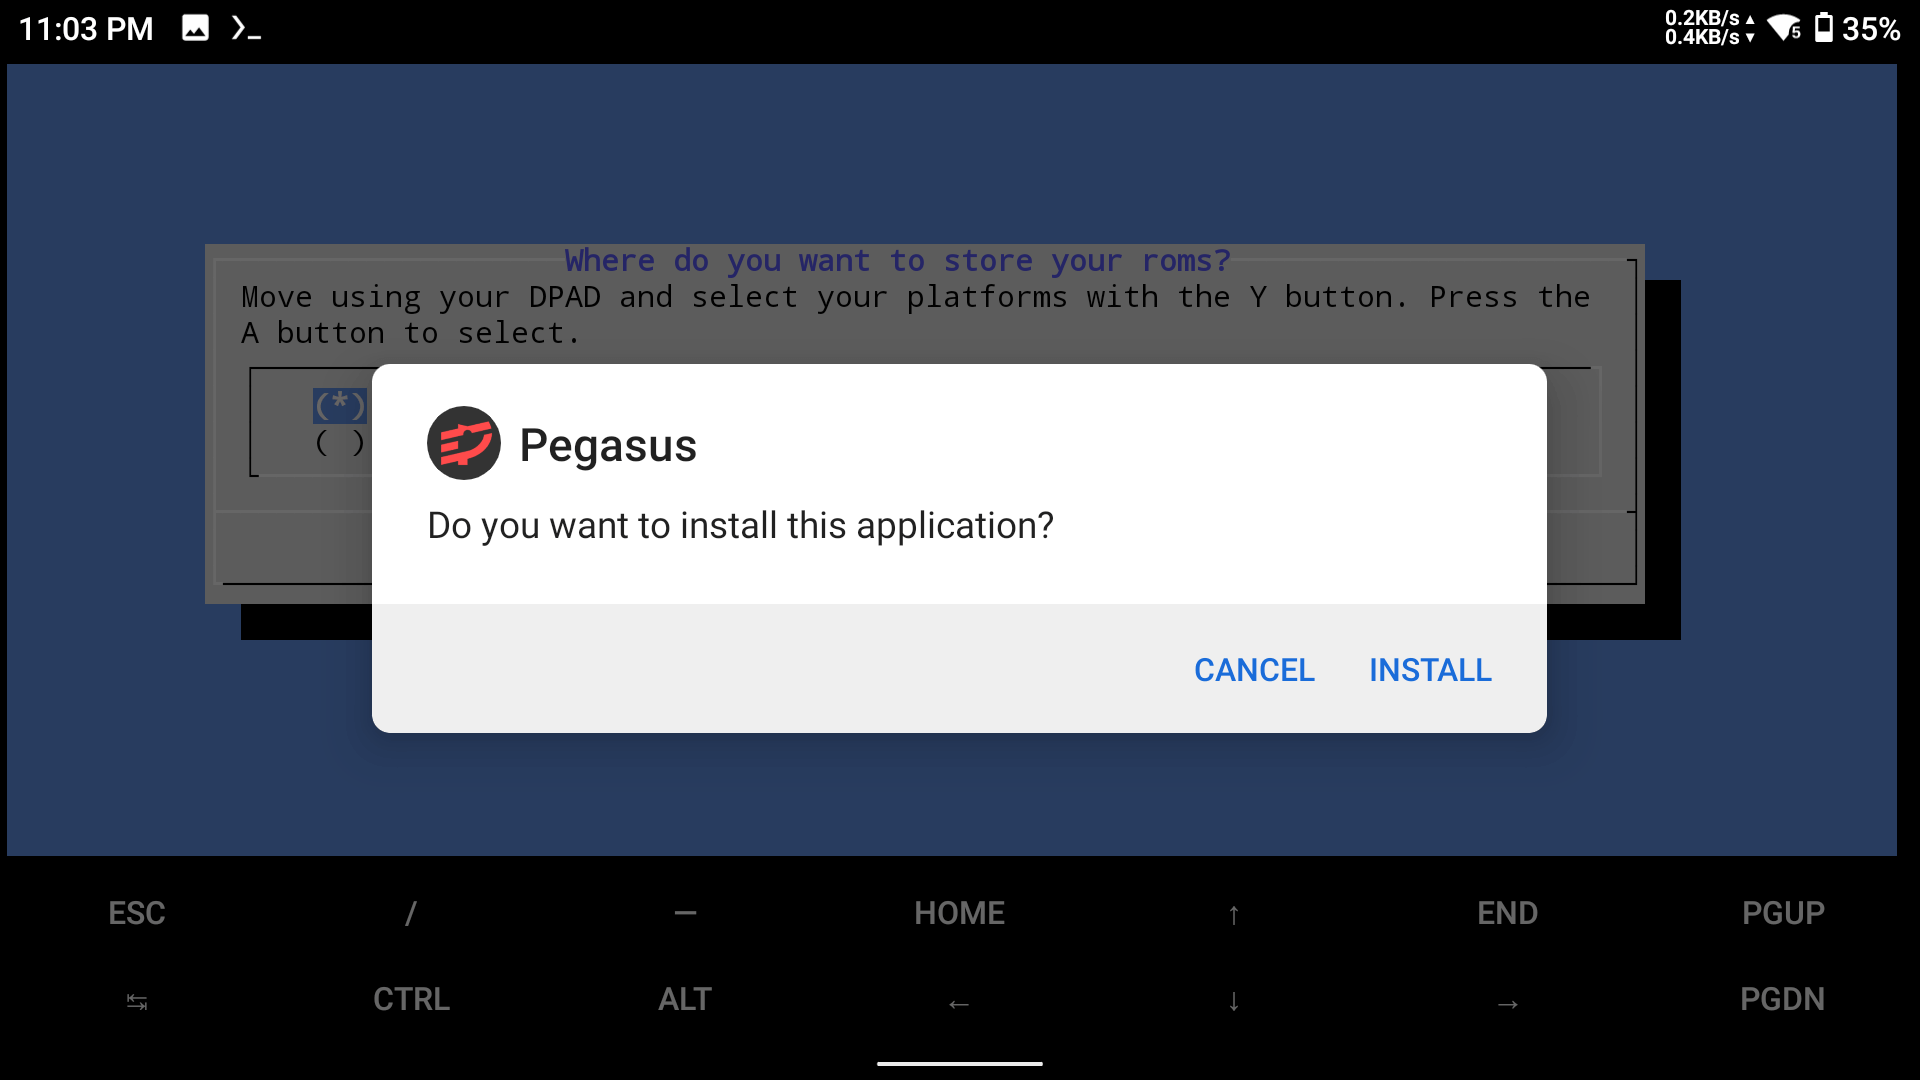 11:03 PM
0.2KB/s ▲
0.4KB/s ▼
5
35%
Where do you want to store your roms?
Move using your DPAD and select your platforms with the Y button. Press the
A button to select.
(*)
( )
Pegasus
Do you want to install this application?
CANCEL INSTALL
ESC / — HOME ↑ END PGUP
↹ CTRL ALT ← ↓ → PGDN